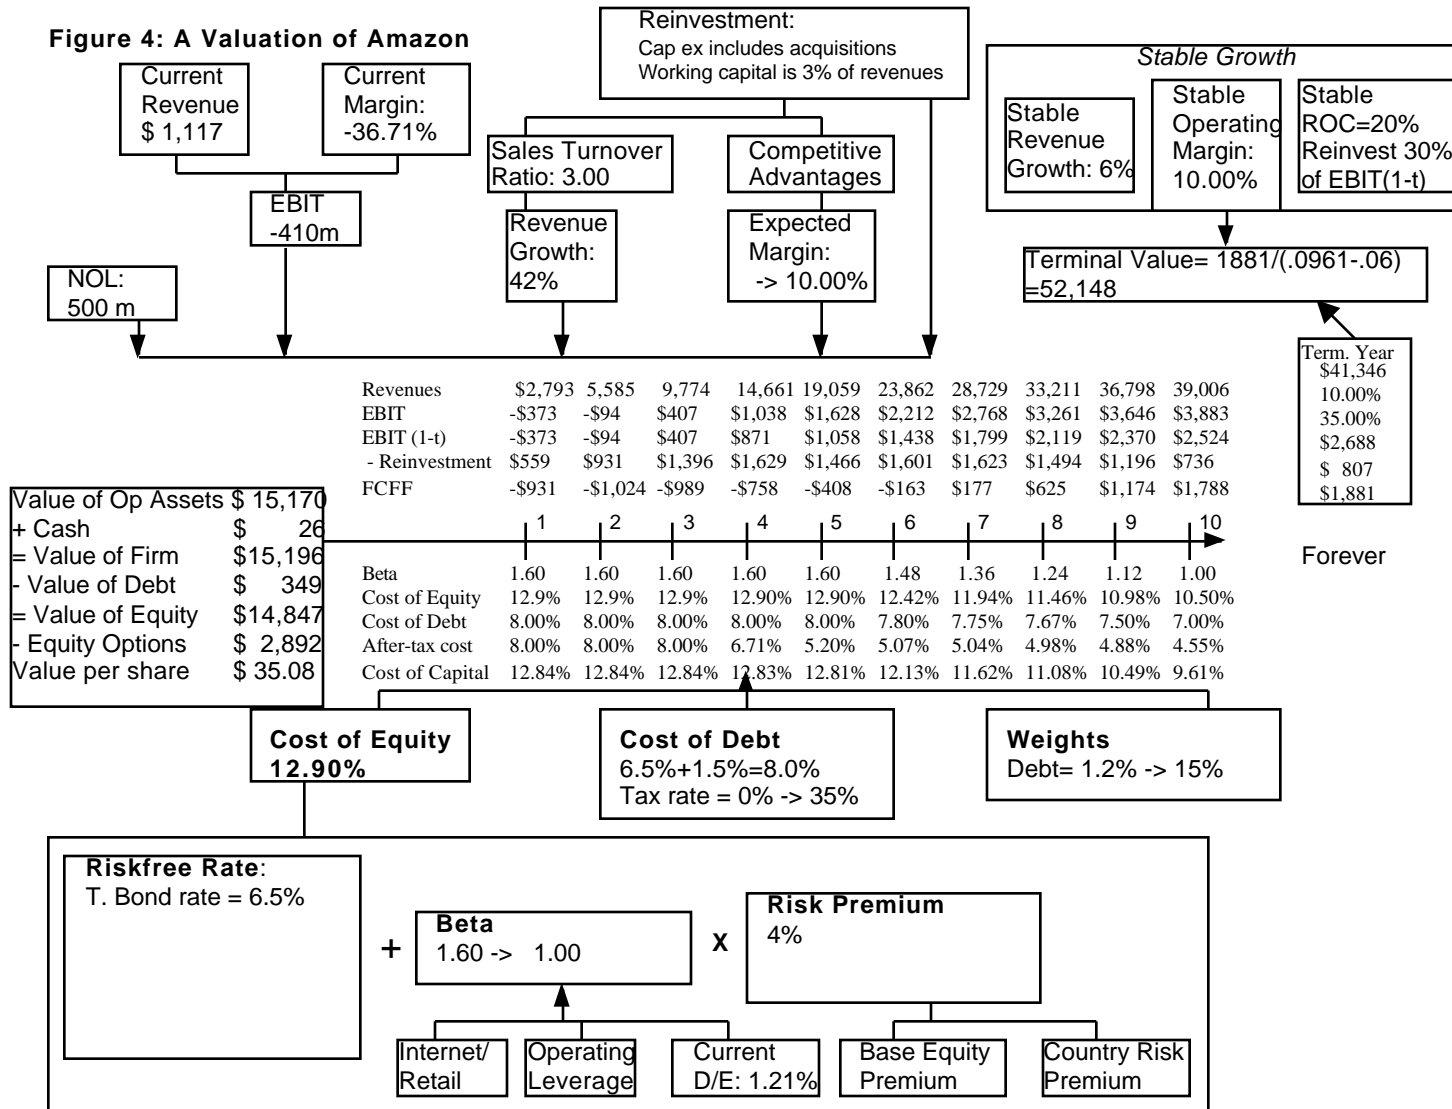 Figure 4: A Valuation of Amazon
Current
Revenue
$ 1,117
Current
Margin:
-36.71%
EBIT
-410m
NOL:
500 m
Reinvestment:
Cap ex includes acquisitions
Working capital is 3% of revenues
Sales Turnover
Ratio: 3.00
Competitive
Advantages
Revenue
Growth:
42%
Expected
Margin:
-> 10.00%
Stable Growth
Stable
Revenue
Growth: 6%
Stable
Operating
Margin:
10.00%
Stable
ROC=20%
Reinvest 30%
of EBIT(1-t)
Terminal Value= 1881/(.0961-.06)
=52,148
Term. Year
$41,346
10.00%
35.00%
$2,688
$ 807
$1,881
Forever
Revenues $2,793 5,585 9,774 14,661 19,059 23,862 28,729 33,211 36,798 39,006
EBIT -$373 -$94 $407 $1,038 $1,628 $2,212 $2,768 $3,261 $3,646 $3,883
EBIT (1-t) -$373 -$94 $407 $871 $1,058 $1,438 $1,799 $2,119 $2,370 $2,524
- Reinvestment $559 $931 $1,396 $1,629 $1,466 $1,601 $1,623 $1,494 $1,196 $736
FCFF -$931 -$1,024 -$989 -$758 -$408 -$163 $177 $625 $1,174 $1,788
1 2 3 4 5 6 7 8 9 10
Beta 1.60 1.60 1.60 1.60 1.60 1.48 1.36 1.24 1.12 1.00
Cost of Equity 12.9% 12.9% 12.9% 12.90% 12.90% 12.42% 11.94% 11.46% 10.98% 10.50%
Cost of Debt 8.00% 8.00% 8.00% 8.00% 8.00% 7.80% 7.75% 7.67% 7.50% 7.00%
After-tax cost 8.00% 8.00% 8.00% 6.71% 5.20% 5.07% 5.04% 4.98% 4.88% 4.55%
Cost of Capital 12.84% 12.84% 12.84% 12.83% 12.81% 12.13% 11.62% 11.08% 10.49% 9.61%
Value of Op Assets $ 15,170
+ Cash $ 26
= Value of Firm $15,196
- Value of Debt $ 349
= Value of Equity $14,847
- Equity Options $ 2,892
Value per share $ 35.08
Cost of Equity
12.90%
Cost of Debt
6.5%+1.5%=8.0%
Tax rate = 0% -> 35%
Weights
Debt= 1.2% -> 15%
Riskfree Rate:
T. Bond rate = 6.5%
+
Beta
1.60 -> 1.00
X
Risk Premium
4%
Internet/
Retail
Operating
Leverage
Current
D/E: 1.21%
Base Equity
Premium
Country Risk
Premium